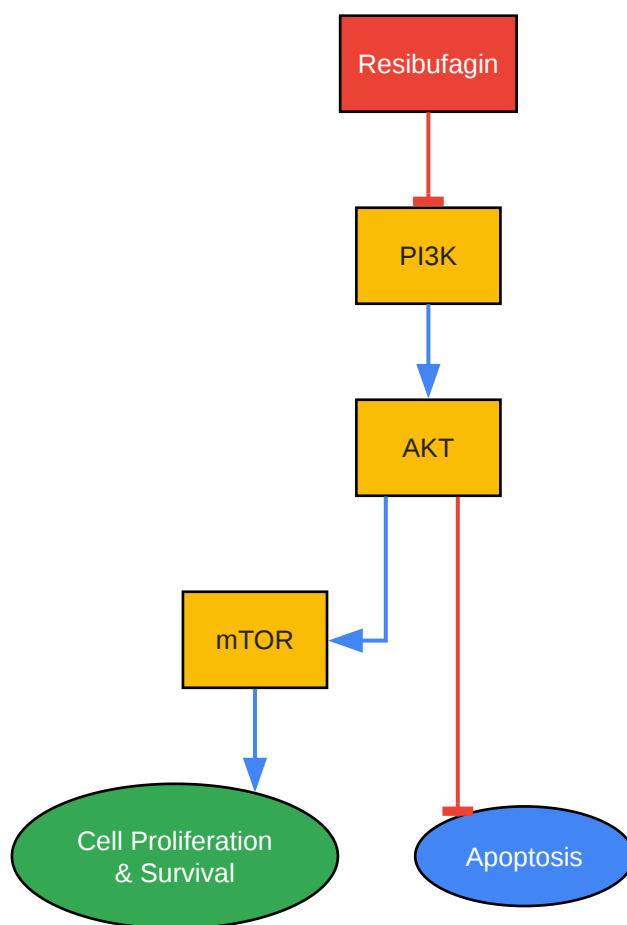 Resibufagin
PI3K
AKT
mTOR
Cell Proliferation
& Survival
Apoptosis